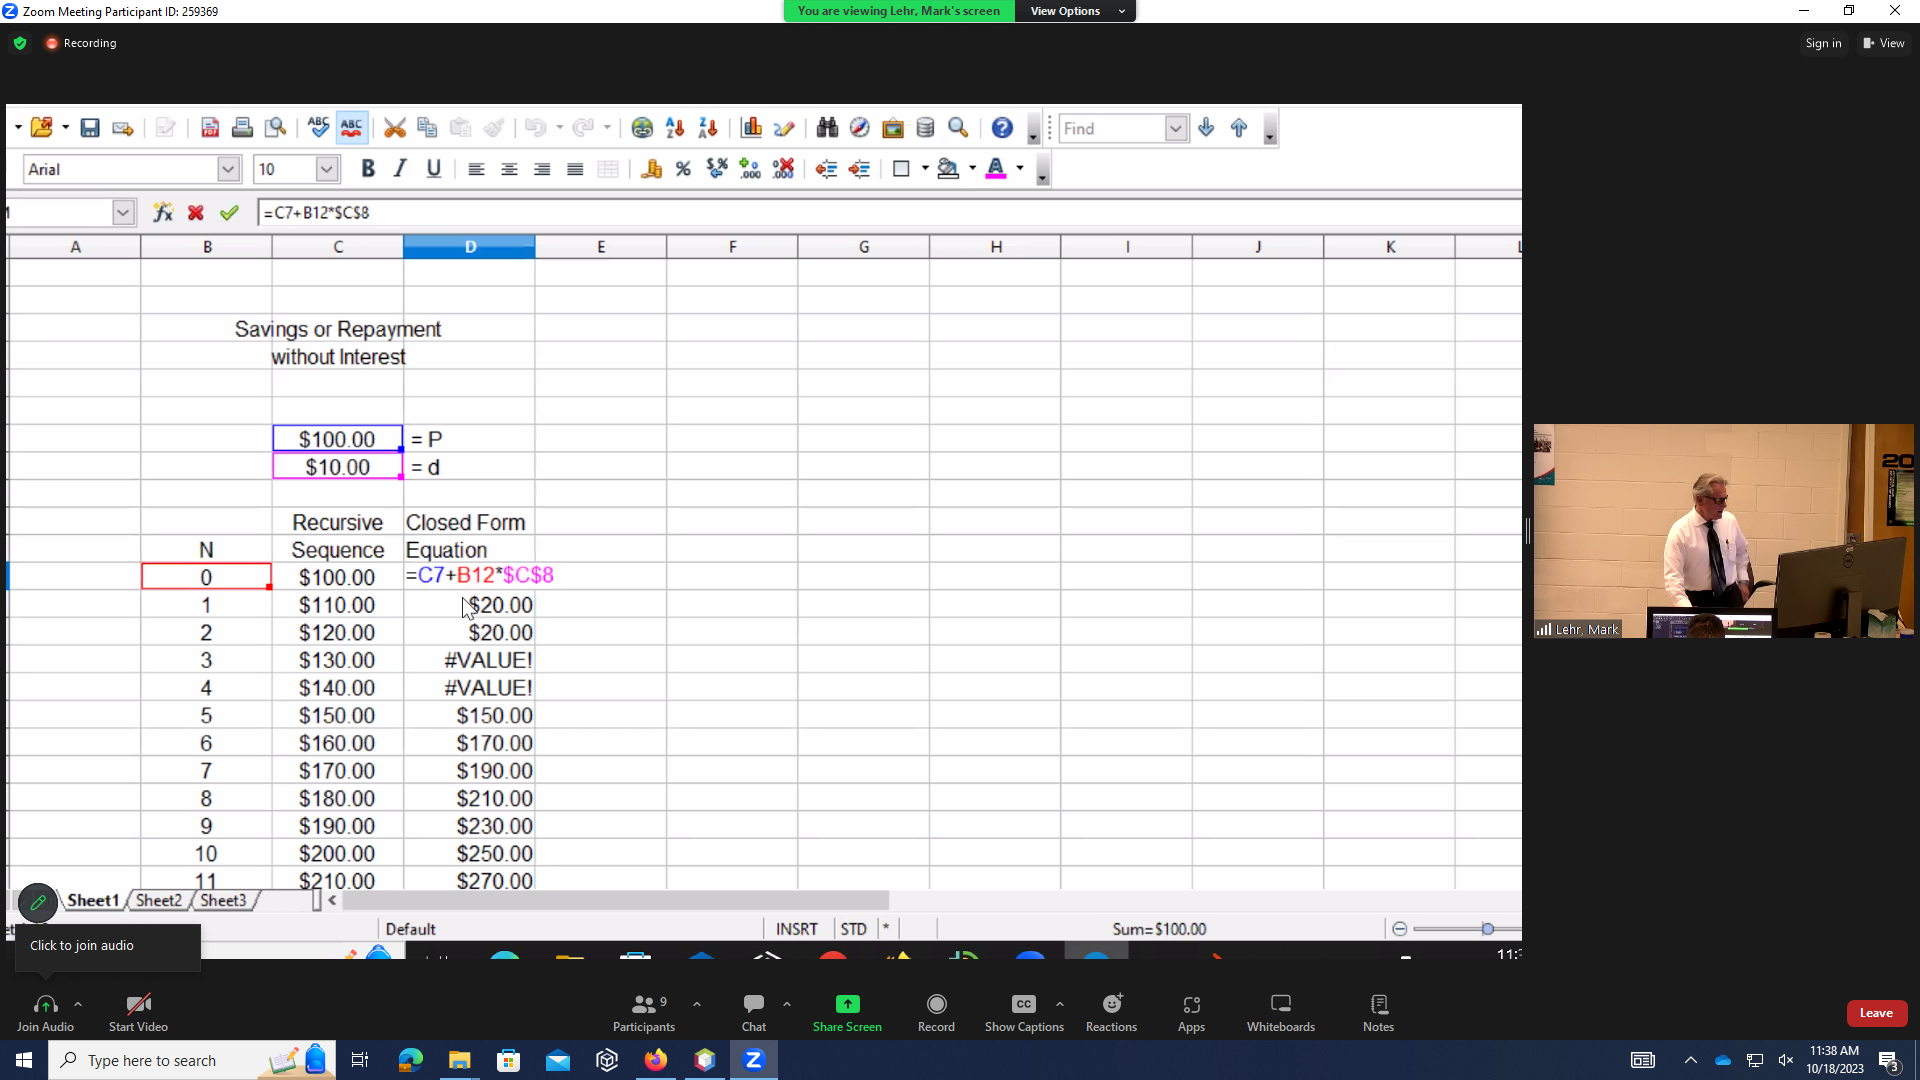 Zoom Meeting Participant ID: 259369
You are viewing Lehr, Mark's screen
View Options
Recording
Sign in
View
ABC
ABC
Find
Arial
10
B I U
=C7+B12*$C$8
A B C D E F G H I J K L
Savings or Repayment
without Interest
$100.00 = P
$10.00 = d
Recursive Closed Form
N Sequence Equation
0 $100.00 =C7+B12*$C$8
1 $110.00 $20.00
2 $120.00 $20.00
3 $130.00 #VALUE!
4 $140.00 #VALUE!
5 $150.00 $150.00
6 $160.00 $170.00
7 $170.00 $190.00
8 $180.00 $210.00
9 $190.00 $230.00
10 $200.00 $250.00
11 $210.00 $270.00
Sheet1 Sheet2 Sheet3
Default
INSRT STD *
Sum=$100.00
Click to join audio
Lehr, Mark
Join Audio
Start Video
9
Participants
Chat
Share Screen
Record
CC
Show Captions
Reactions
Apps
Whiteboards
Notes
Leave
Type here to search
11:38 AM
10/18/2023
3